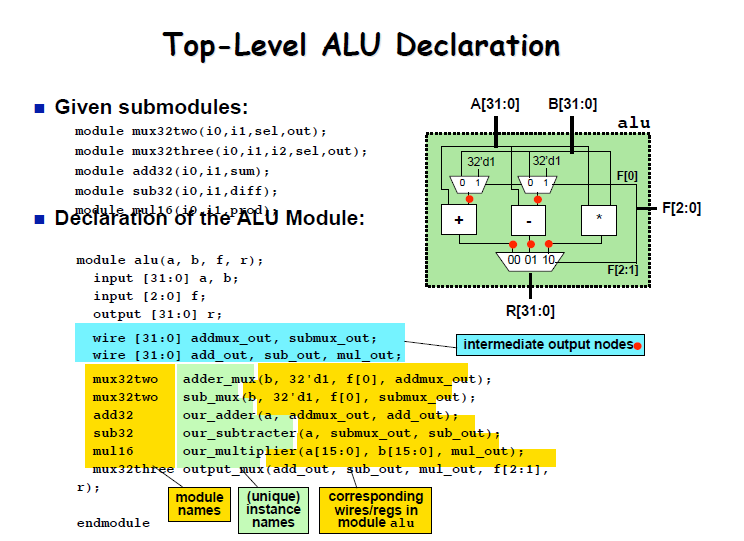 Top-Level ALU Declaration
Given submodules:
module mux32two(i0,i1,sel,out);
module mux32three(i0,i1,i2,sel,out);
module add32(i0,i1,sum);
module sub32(i0,i1,diff);
module mul16(i0,i1,prod);
Declaration of the ALU Module:
module alu(a, b, f, r);
input [31:0] a, b;
input [2:0] f;
output [31:0] r;
wire [31:0] addmux_out, submux_out;
wire [31:0] add_out, sub_out, mul_out;
mux32two adder_mux(b, 32'd1, f[0], addmux_out);
mux32two sub_mux(b, 32'd1, f[0], submux_out);
add32 our_adder(a, addmux_out, add_out);
sub32 our_subtracter(a, submux_out, sub_out);
mul16 our_multiplier(a[15:0], b[15:0], mul_out);
mux32three output_mux(add_out, sub_out, mul_out, f[2:1],
r);
endmodule
module
names
(unique)
instance
names
corresponding
wires/regs in
module alu
A[31:0] B[31:0]
alu
32'd1 32'd1
F[0]
0 1 0 1
+ - *
F[2:0]
00 01 10
F[2:1]
R[31:0]
intermediate output nodes